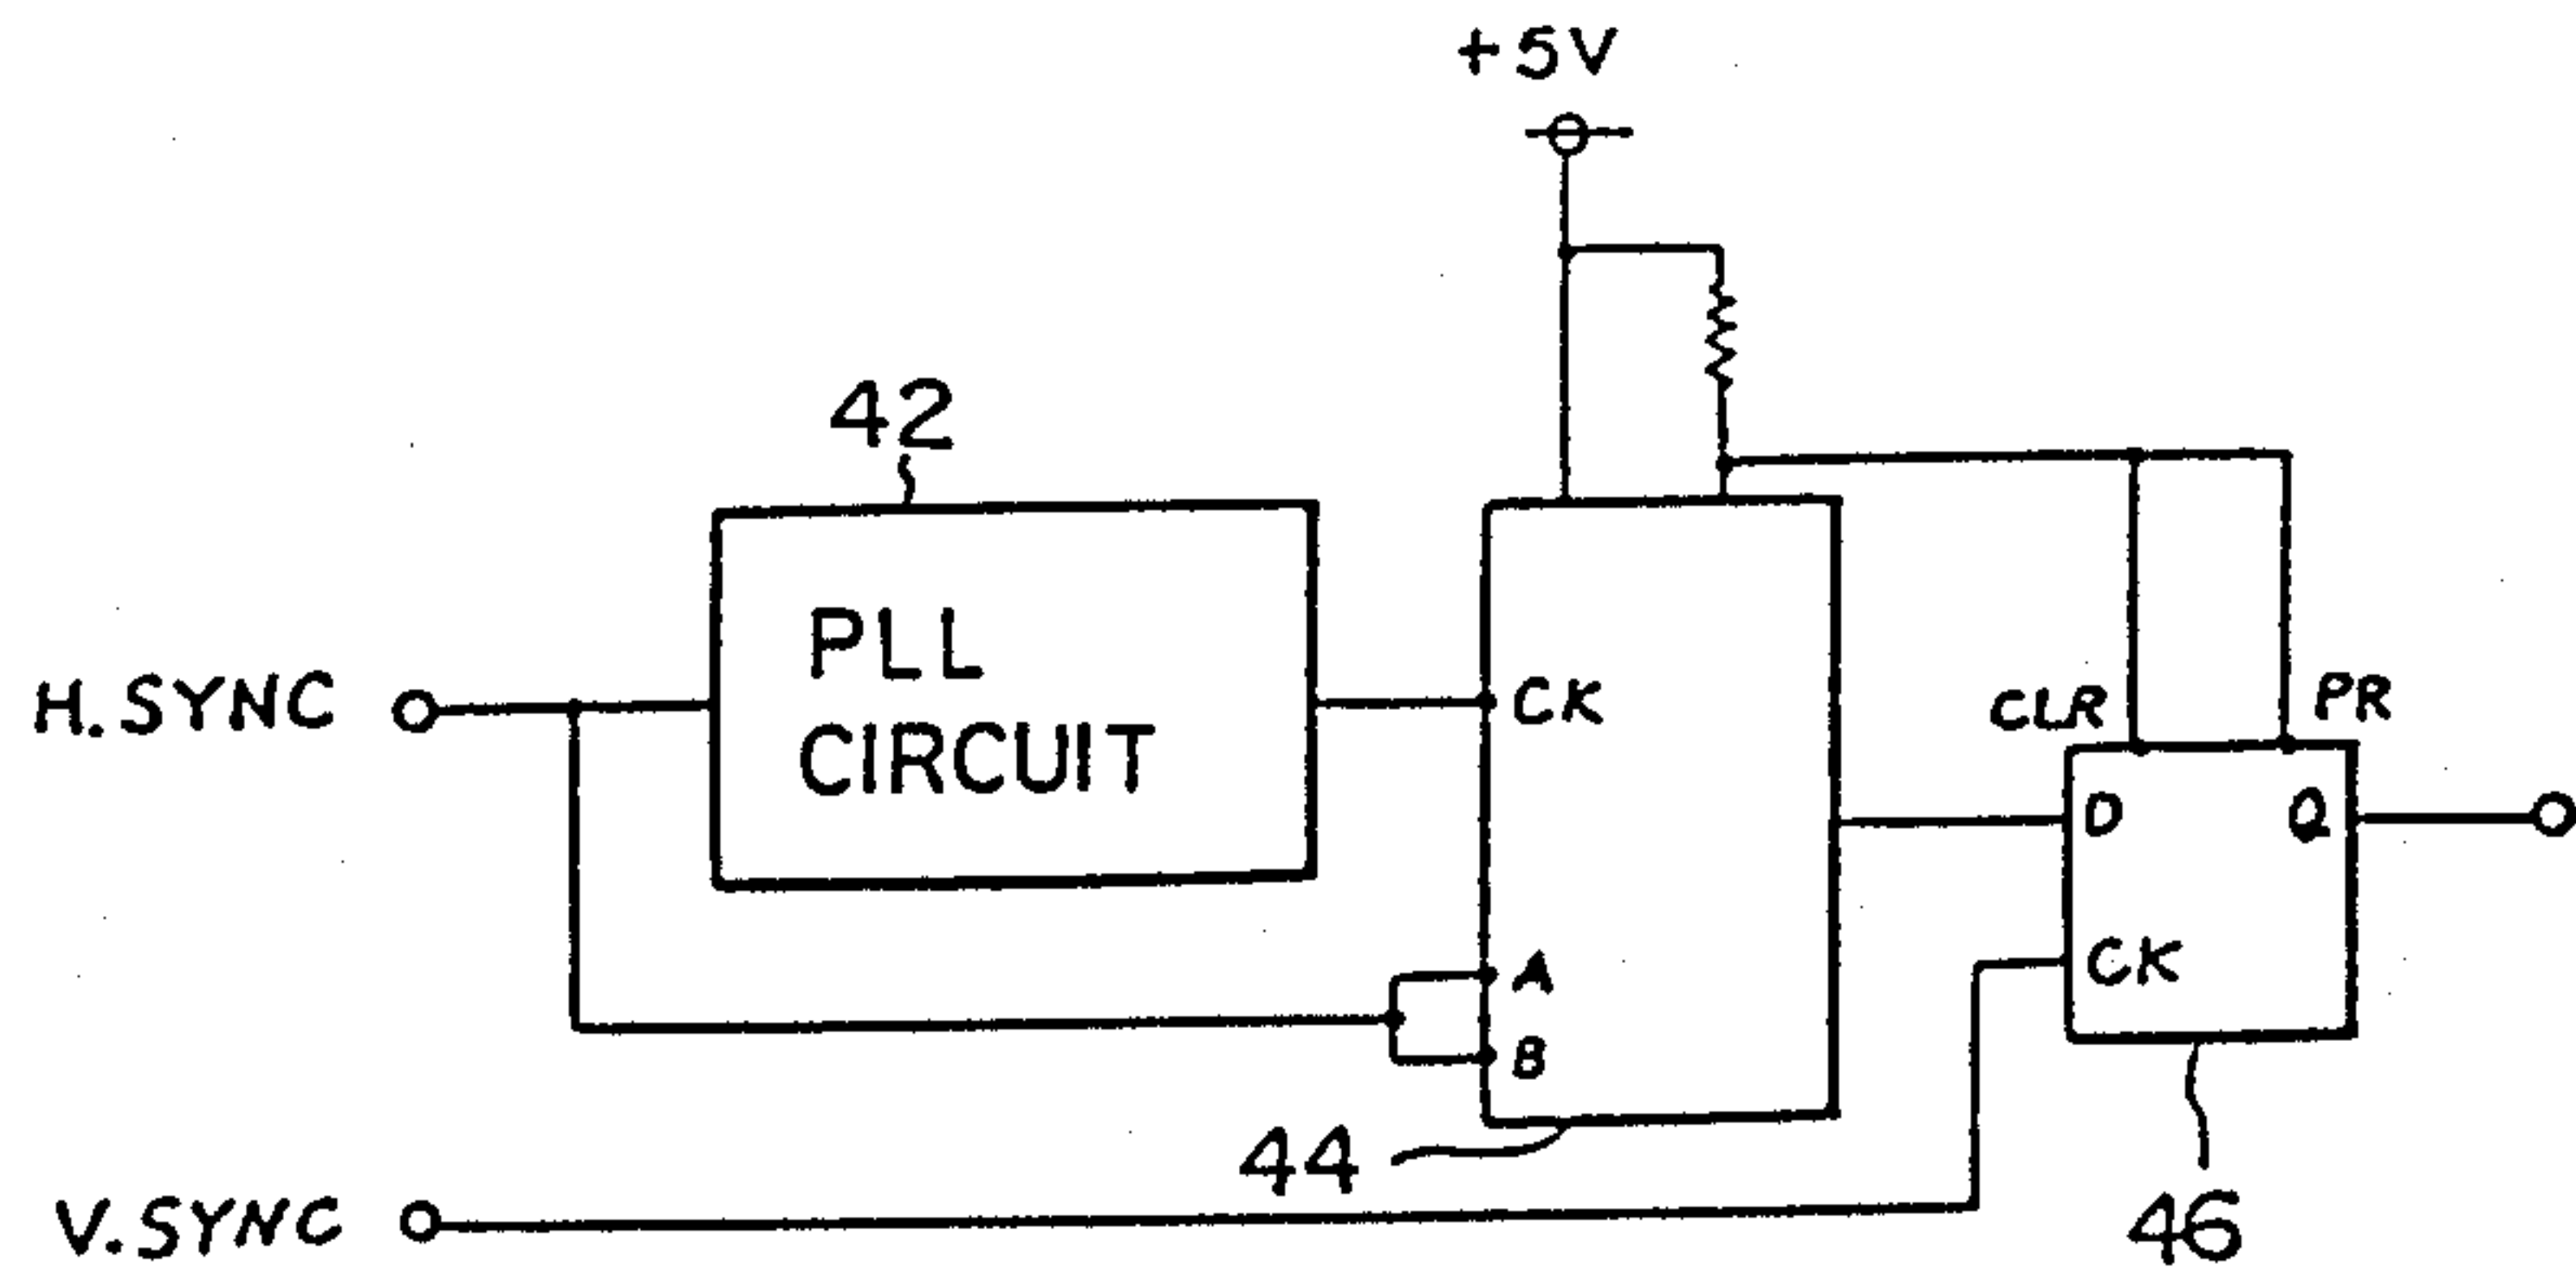 +5V
42
PLL
CIRCUIT
H.SYNC
CK
CLR
PR
D
Q
A
CK
B
44
V.SYNC
46